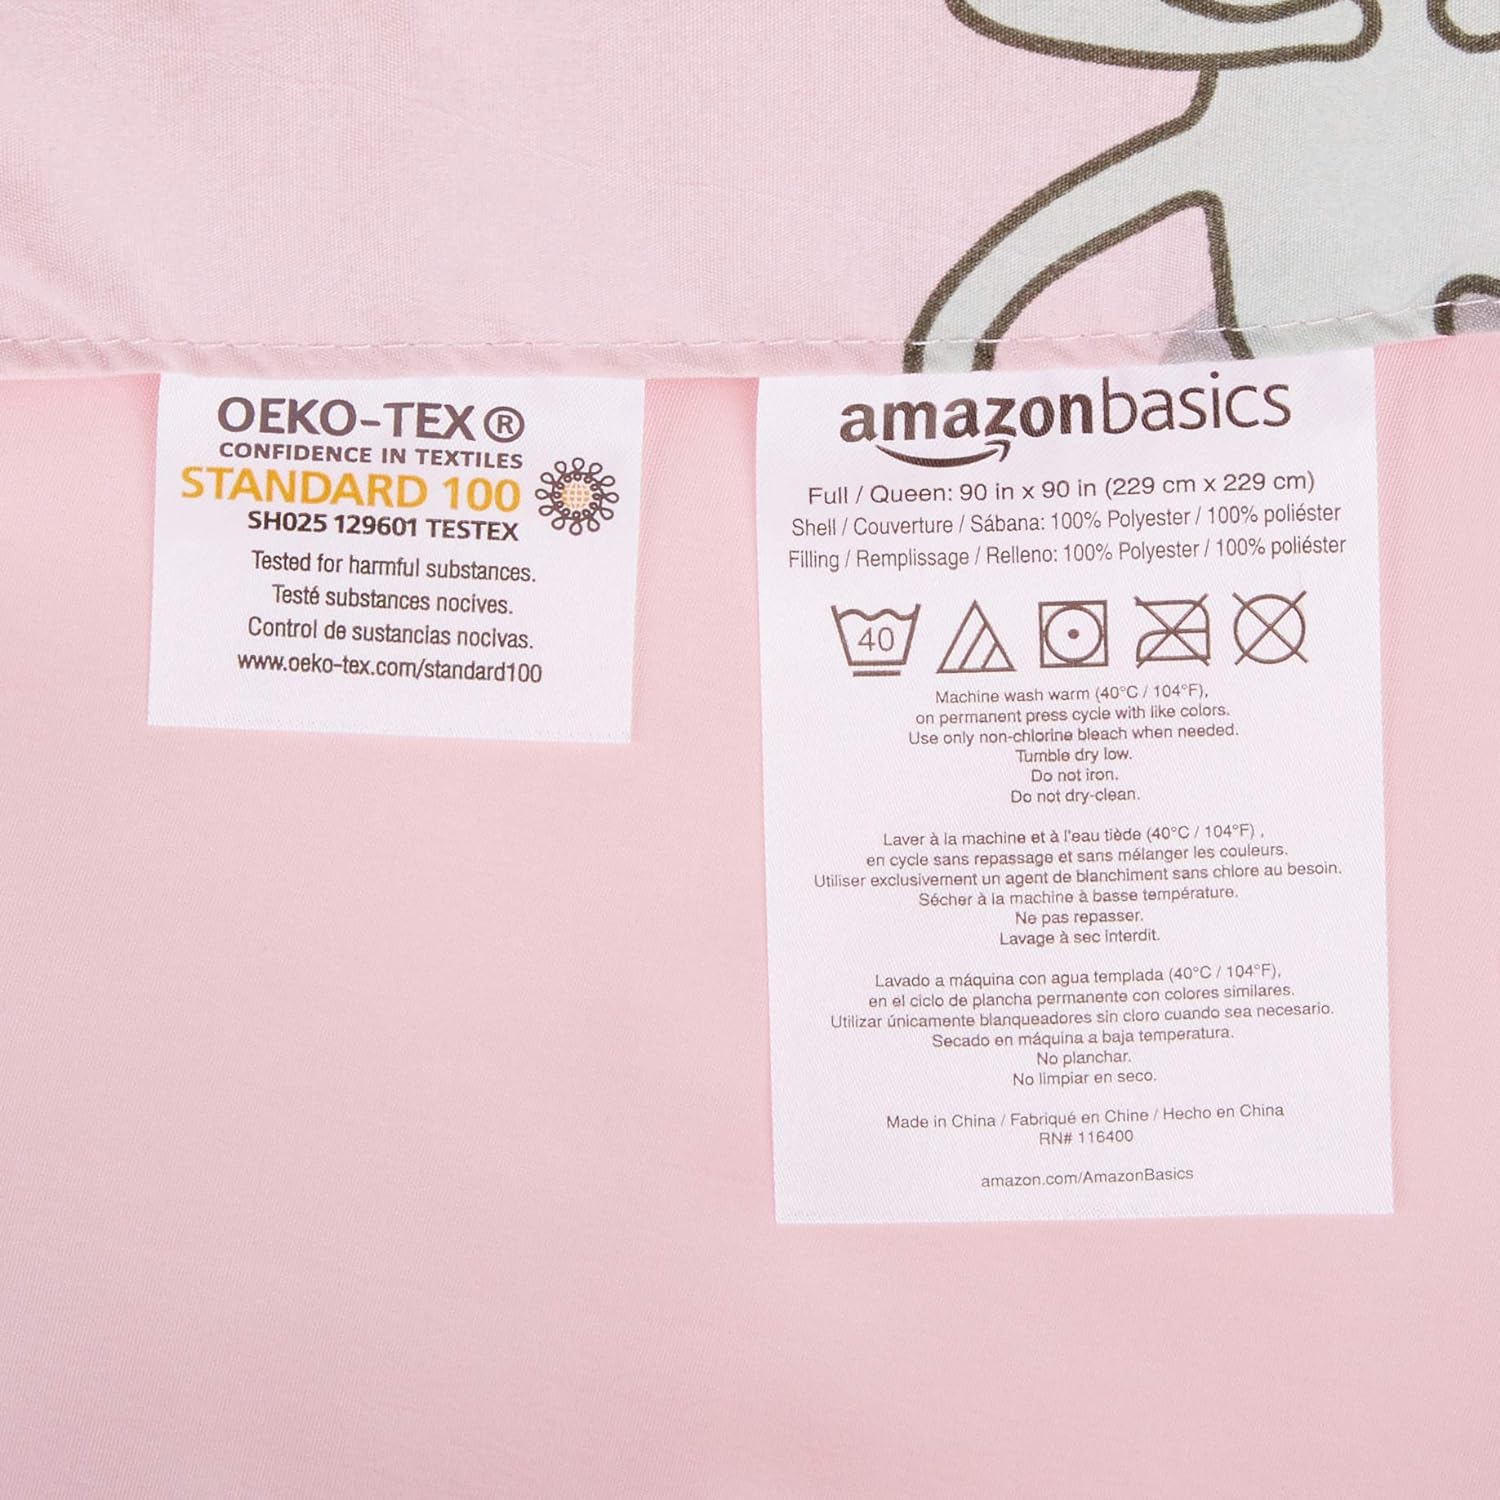 OEKO-TEX®
CONFIDENCE IN TEXTILES
STANDARD 100
SH025 129601 TESTEX
Tested for harmful substances.
Testé substances nocives.
Control de sustancias nocivas.
www.oeko-tex.com/standard100
amazonbasics
Full / Queen: 90 in x 90 in (229 cm x 229 cm)
Shell / Couverture / Sábana: 100% Polyester / 100% poliéster
Filling / Remplissage / Relleno: 100% Polyester / 100% poliéster
40
Machine wash warm (40°C / 104°F),
on permanent press cycle with like colors.
Use only non-chlorine bleach when needed.
Tumble dry low.
Do not iron.
Do not dry-clean.
Laver à la machine et à l'eau tiède (40°C / 104°F) ,
en cycle sans repassage et sans mélanger les couleurs.
Utiliser exclusivement un agent de blanchiment sans chlore au besoin.
Sécher à la machine à basse température.
Ne pas repasser.
Lavage à sec interdit.
Lavado a máquina con agua templada (40°C / 104°F),
en el ciclo de plancha permanente con colores similares.
Utilizar únicamente blanqueadores sin cloro cuando sea necesario.
Secado en máquina a baja temperatura.
No planchar.
No limpiar en seco.
Made in China / Fabriqué en Chine / Hecho en China
RN# 116400
amazon.com/AmazonBasics